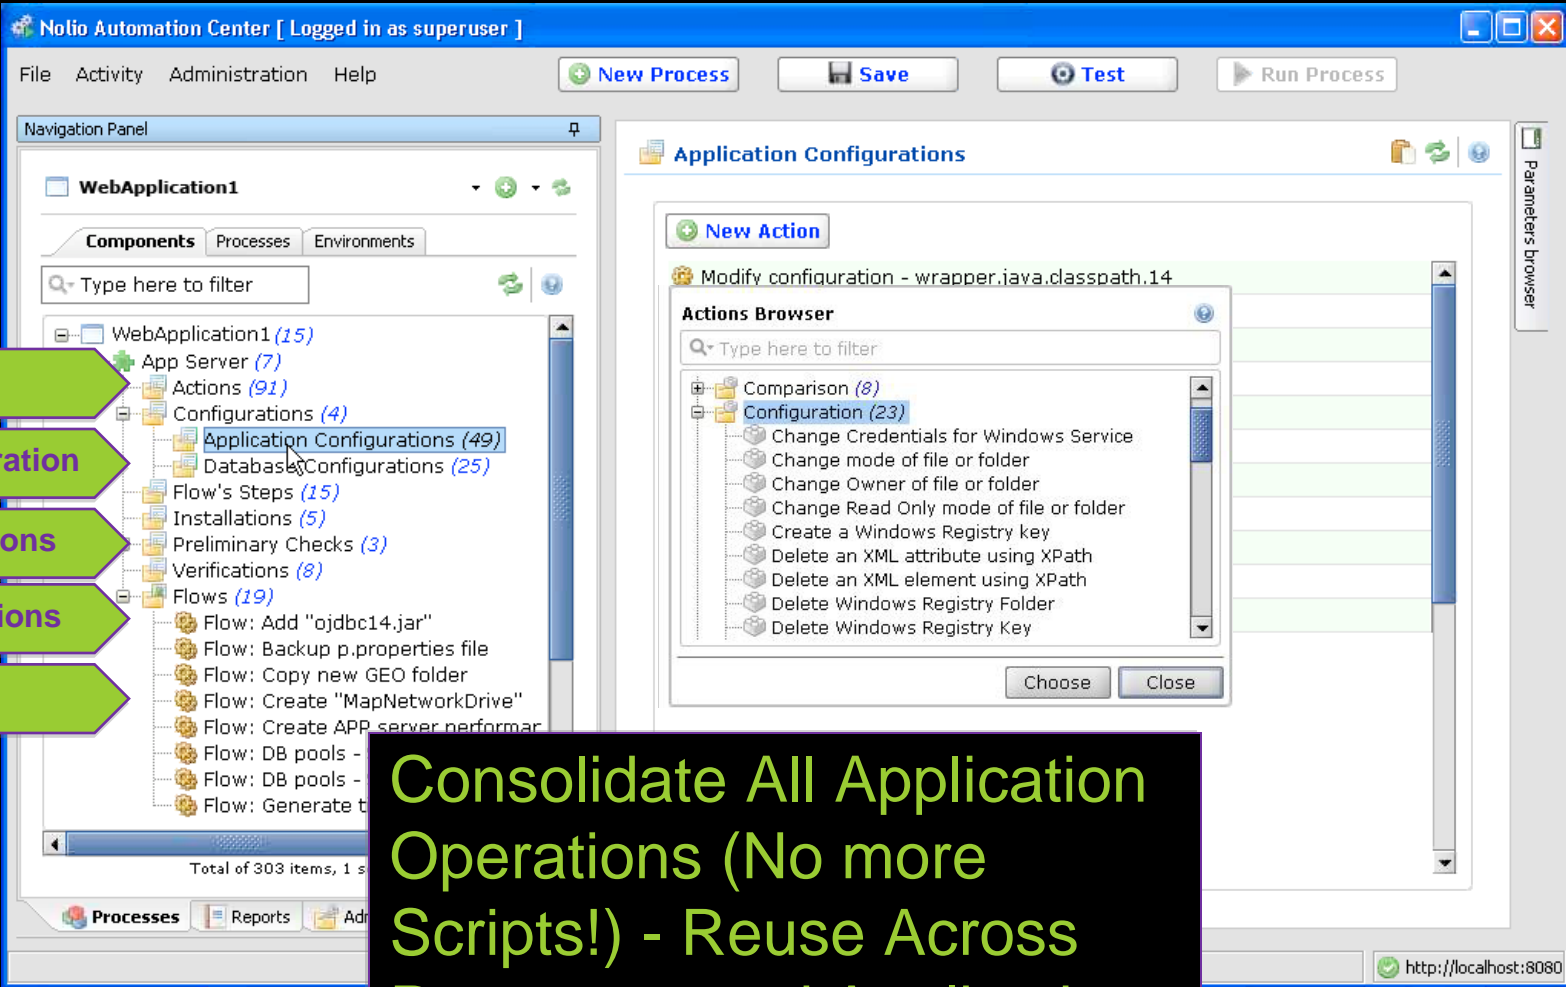 Nolio Automation Center [ Logged in as superuser ]
File Activity Administration Help
New Process
Save
Test
Run Process
Navigation Panel
WebApplication1
Components Processes Environments
Type here to filter
WebApplication1 (15)
App Server (7)
Actions (91)
Configurations (4)
Application Configurations (49)
Database Configurations (25)
Flow's Steps (15)
Installations (5)
Preliminary Checks (3)
Verifications (8)
Flows (19)
Flow: Add "ojdbc14.jar"
Flow: Backup p.properties file
Flow: Copy new GEO folder
Flow: Create "MapNetworkDrive"
Flow: Create APP server performar
Flow: DB pools -
Flow: DB pools -
Flow: Generate t
Total of 303 items, 1 s
Processes Reports Adr
ration
ons
ions
Application Configurations
New Action
Modify configuration - wrapper.java.classpath.14
Actions Browser
Type here to filter
Comparison (8)
Configuration (23)
Change Credentials for Windows Service
Change mode of file or folder
Change Owner of file or folder
Change Read Only mode of file or folder
Create a Windows Registry key
Delete an XML attribute using XPath
Delete an XML element using XPath
Delete Windows Registry Folder
Delete Windows Registry Key
Choose Close
Parameters browser
Consolidate All Application
Operations (No more
Scripts!) - Reuse Across
http://localhost:8080